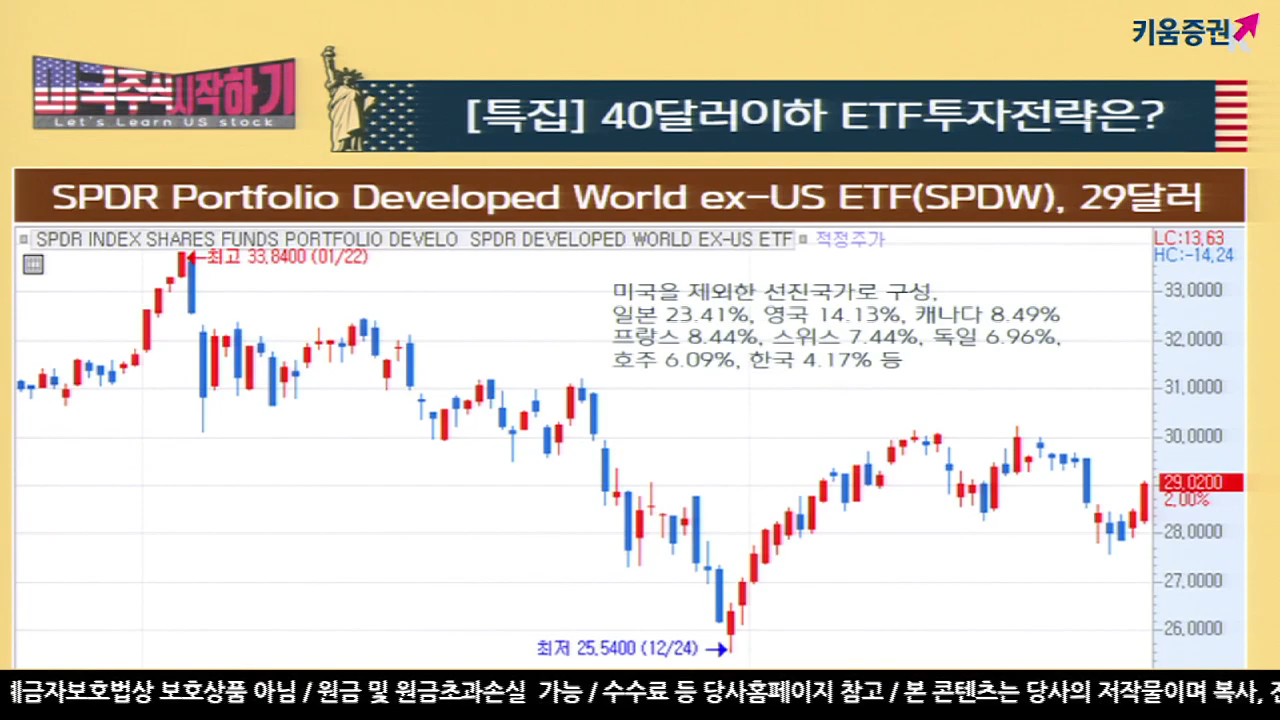 키움증권
미국주식시작하기
Let's Learn US stock
[특집] 40달러이하 ETF투자전략은?
SPDR Portfolio Developed World ex-US ETF(SPDW), 29달러
SPDR INDEX SHARES FUNDS PORTFOLIO DEVELO SPDR DEVELOPED WORLD EX-US ETF 적정주가
LC:13,63
HC:-14,24
최고 33,8400 (01/22)
미국을 제외한 선진국가로 구성,
일본 23.41%, 영국 14.13%, 캐나다 8.49%
프랑스 8.44%, 스위스 7.44%, 독일 6.96%,
호주 6.09%, 한국 4.17% 등
33,0000
32,0000
31,0000
30,0000
29,0200
2,00%
28,0000
27,0000
26,0000
최저 25,5400 (12/24)
예금자보호법상 보호상품 아님 / 원금 및 원금초과손실 가능 / 수수료 등 당사홈페이지 참고 / 본 콘텐츠는 당사의 저작물이며 복사,